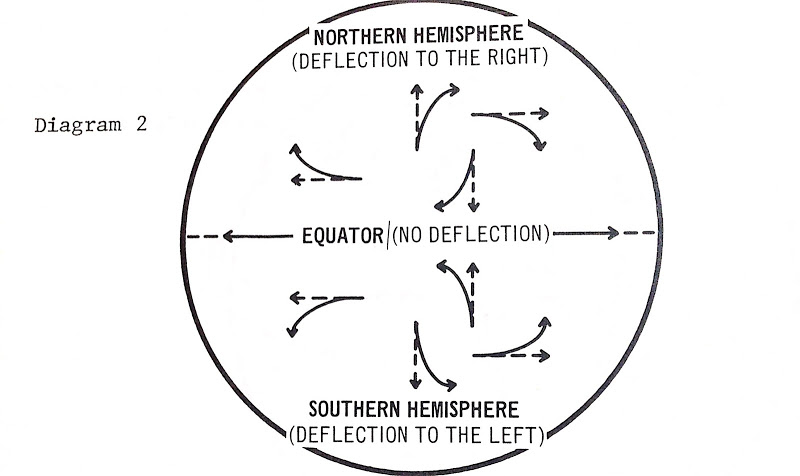 NORTHERN HEMISPHERE
(DEFLECTION TO THE RIGHT)
Diagram 2
EQUATOR/(NO DEFLECTION)
SOUTHERN HEMISPHERE
(DEFLECTION TO THE LEFT)